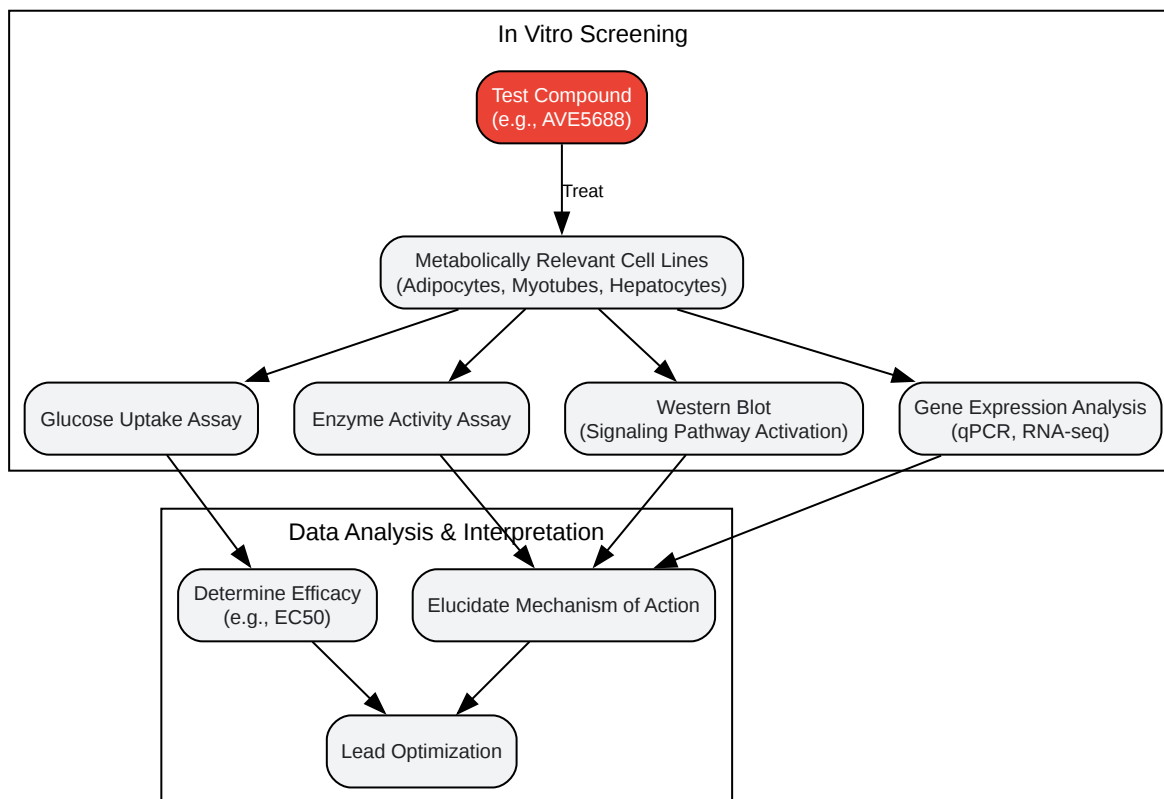 In Vitro Screening
Test Compound
(e.g., AVE5688)
Treat
Metabolically Relevant Cell Lines
(Adipocytes, Myotubes, Hepatocytes)
Glucose Uptake Assay
Enzyme Activity Assay
Western Blot
(Signaling Pathway Activation)
Gene Expression Analysis
(qPCR, RNA-seq)
Data Analysis & Interpretation
Determine Efficacy
(e.g., EC50)
Elucidate Mechanism of Action
Lead Optimization